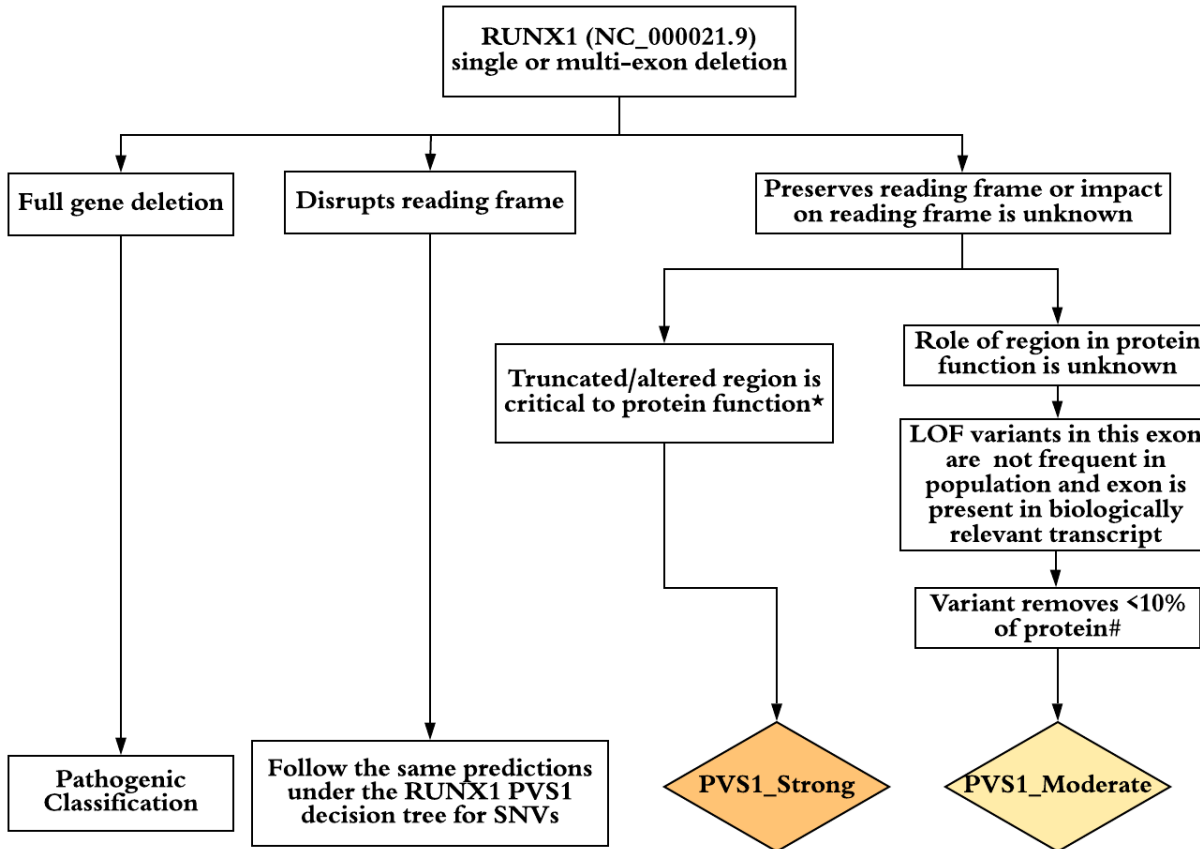 RUNX1 (NC_000021.9)
single or multi-exon deletion
Full gene deletion
Disrupts reading frame
Preserves reading frame or impact
on reading frame is unknown
Truncated/altered region is
critical to protein function★
Role of region in protein
function is unknown
LOF variants in this exon
are not frequent in
population and exon is
present in biologically
relevant transcript
Variant removes <10%
of protein#
Pathogenic
Classification
Follow the same predictions
under the RUNX1 PVS1
decision tree for SNVs
PVS1_Strong
PVS1_Moderate